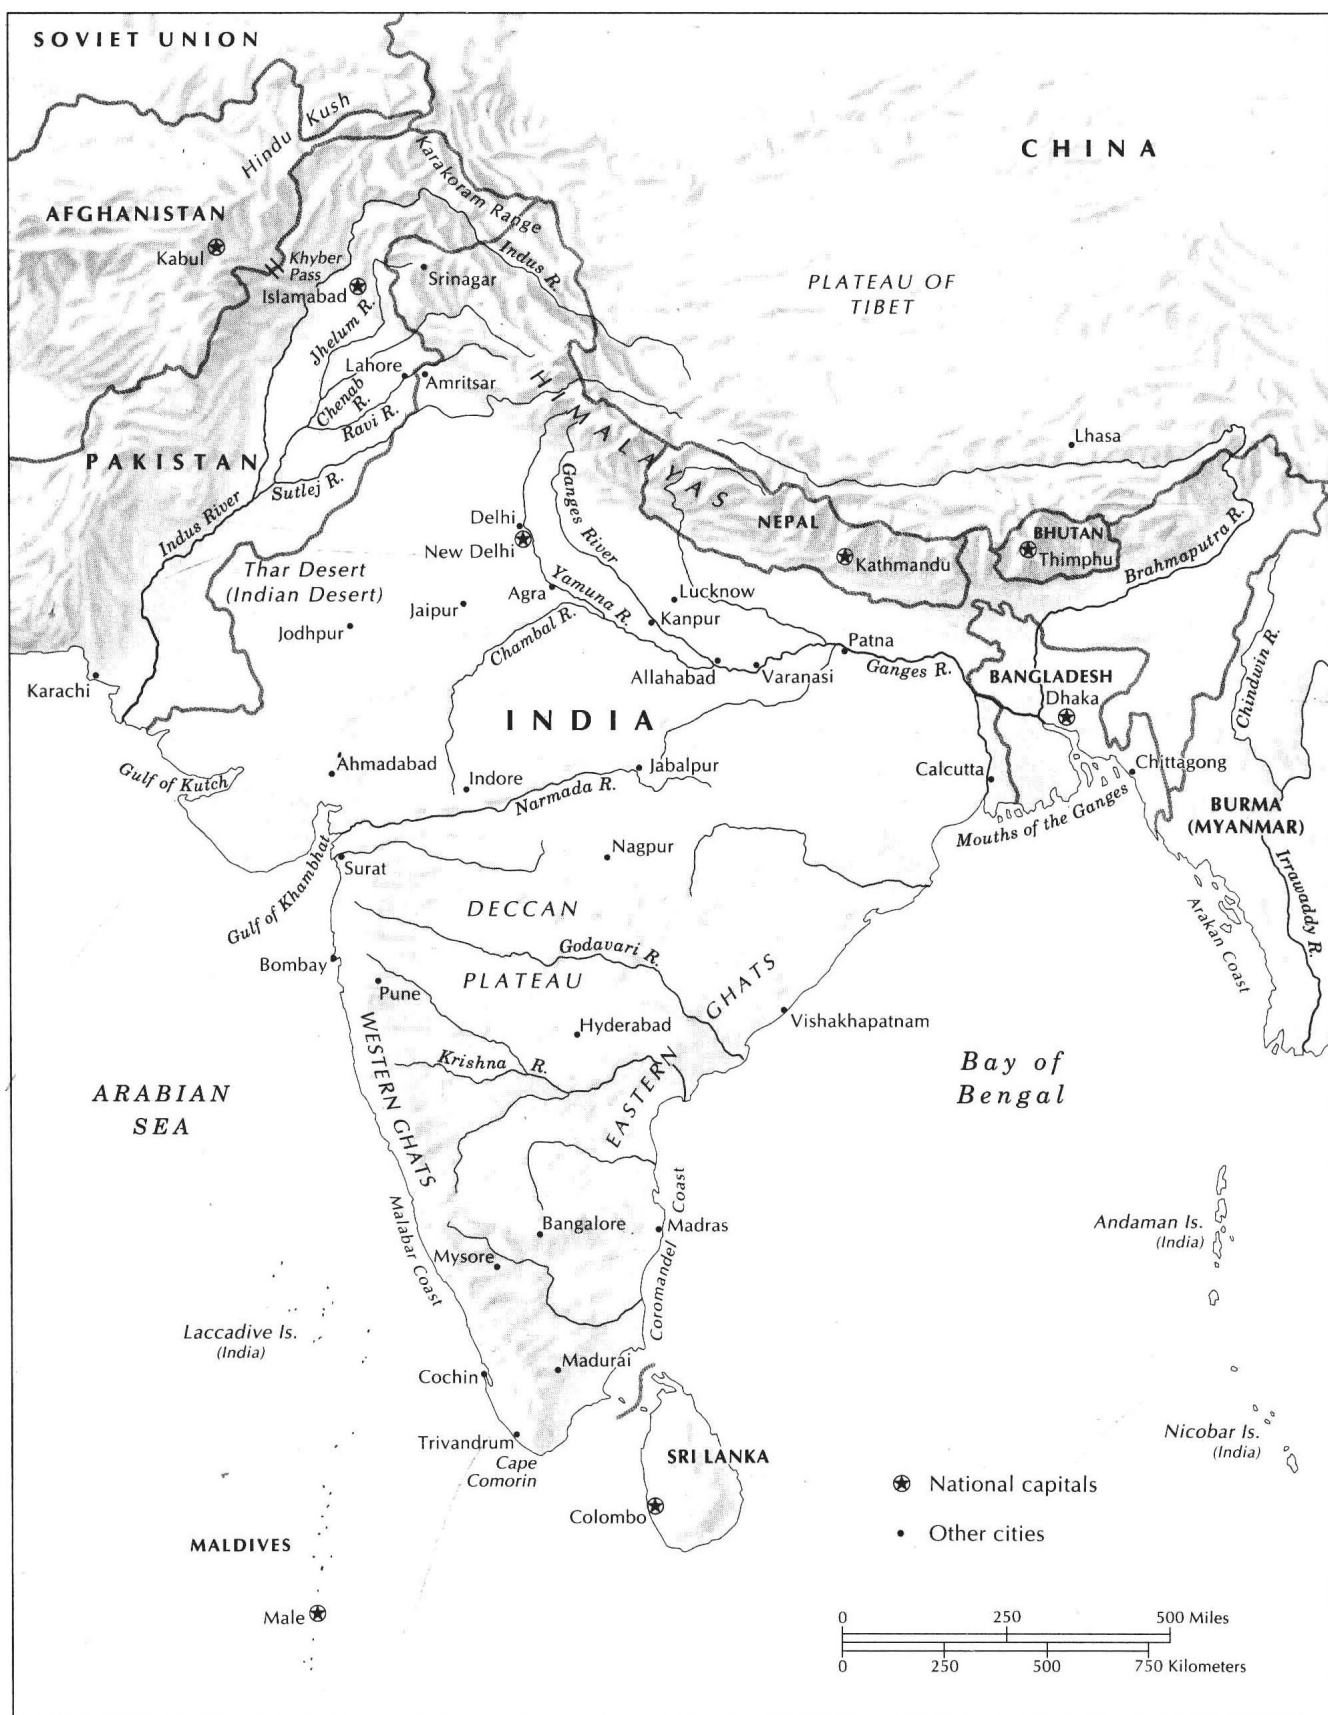 SOVIET UNION
Hindu Kush
CHINA
Karakoram Range
AFGHANISTAN
Kabul
Khyber
Pass
Islamabad
Srinagar
Indus R.
PLATEAU OF
TIBET
Jhelum R.
Lahore
Amritsar
Chenab
R.
Ravi R.
HIMALAYAS
Lhasa
PAKISTAN
Sutlej R.
Indus River
Ganges River
Delhi
New Delhi
NEPAL
Kathmandu
BHUTAN
Thimphu
Brahmaputra R.
Thar Desert
(Indian Desert)
Agra
Yamuna R.
Lucknow
Jaipur
Kanpur
Jodhpur
Chambal R.
Patna
Chindwin R.
Karachi
Allahabad
Varanasi
Ganges R.
BANGLADESH
Dhaka
INDIA
Ahmadabad
Indore
Jabalpur
Calcutta
Chittagong
Gulf of Kutch
Narmada R.
Mouths of the Ganges
BURMA
(MYANMAR)
Nagpur
Surat
Gulf of Khambhat
Irrawaddy R.
DECCAN
Arakan Coast
Godavari R.
Bombay
PLATEAU
Pune
GHATS
Hyderabad
Vishakhapatnam
WESTERN GHATS
Krishna R.
EASTERN
ARABIAN
SEA
Bay of
Bengal
Malabar Coast
Coast
Bangalore
Madras
Andaman Is.
(India)
Mysore
Coromandel
Laccadive Is.
(India)
Madurai
Cochin
Nicobar Is.
(India)
Trivandrum
Cape
Comorin
SRI LANKA
National capitals
Colombo
Other cities
MALDIVES
Male
0 250 500 Miles
0 250 500 750 Kilometers